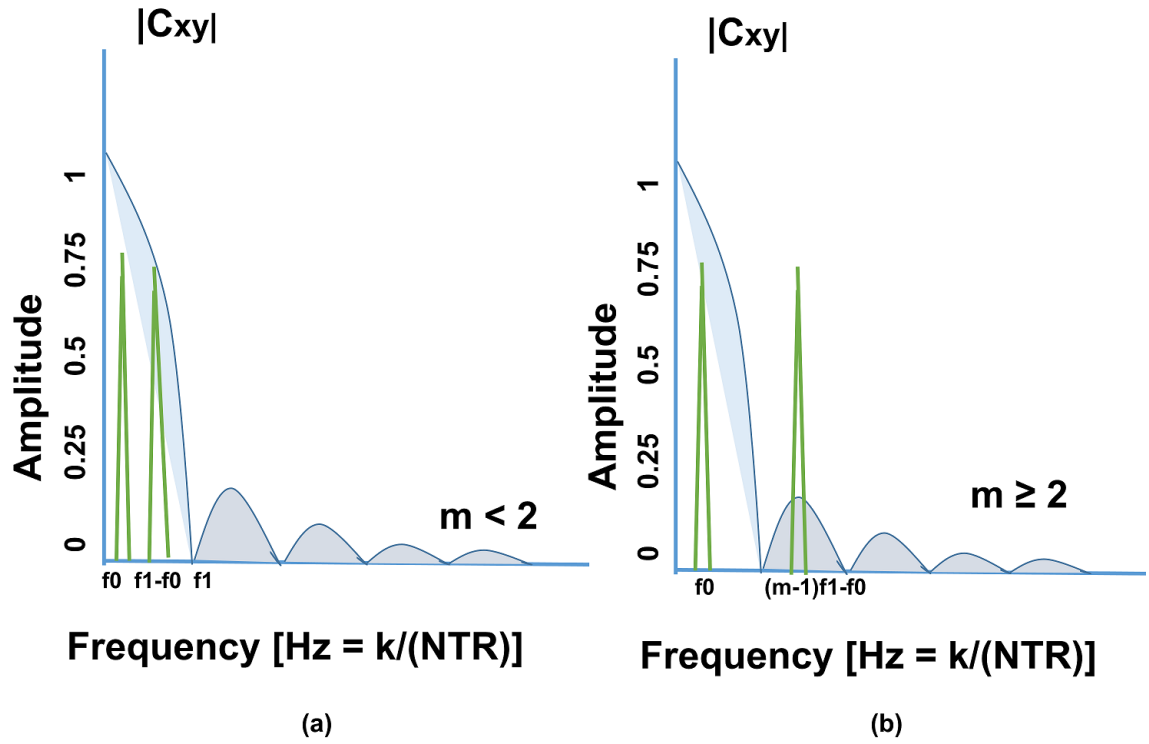 |Cxy|
Amplitude
1
0.75
0.5
0.25
0
m < 2
f0 f1-f0 f1
Frequency [Hz = k/(NTR)]
(a)
|Cxy|
Amplitude
1
0.75
0.5
0.25
0
m ≥ 2
f0 (m-1)f1-f0
Frequency [Hz = k/(NTR)]
(b)